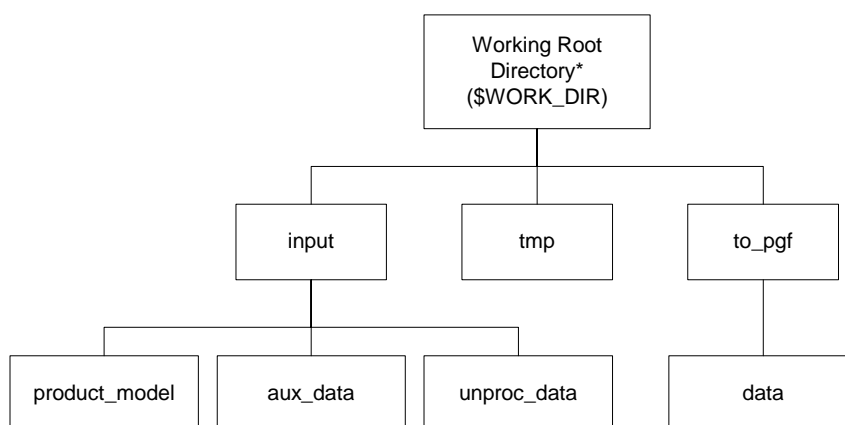 Working Root
Directory*
($WORK_DIR)
input
tmp
to_pgf
product_model
aux_data
unproc_data
data